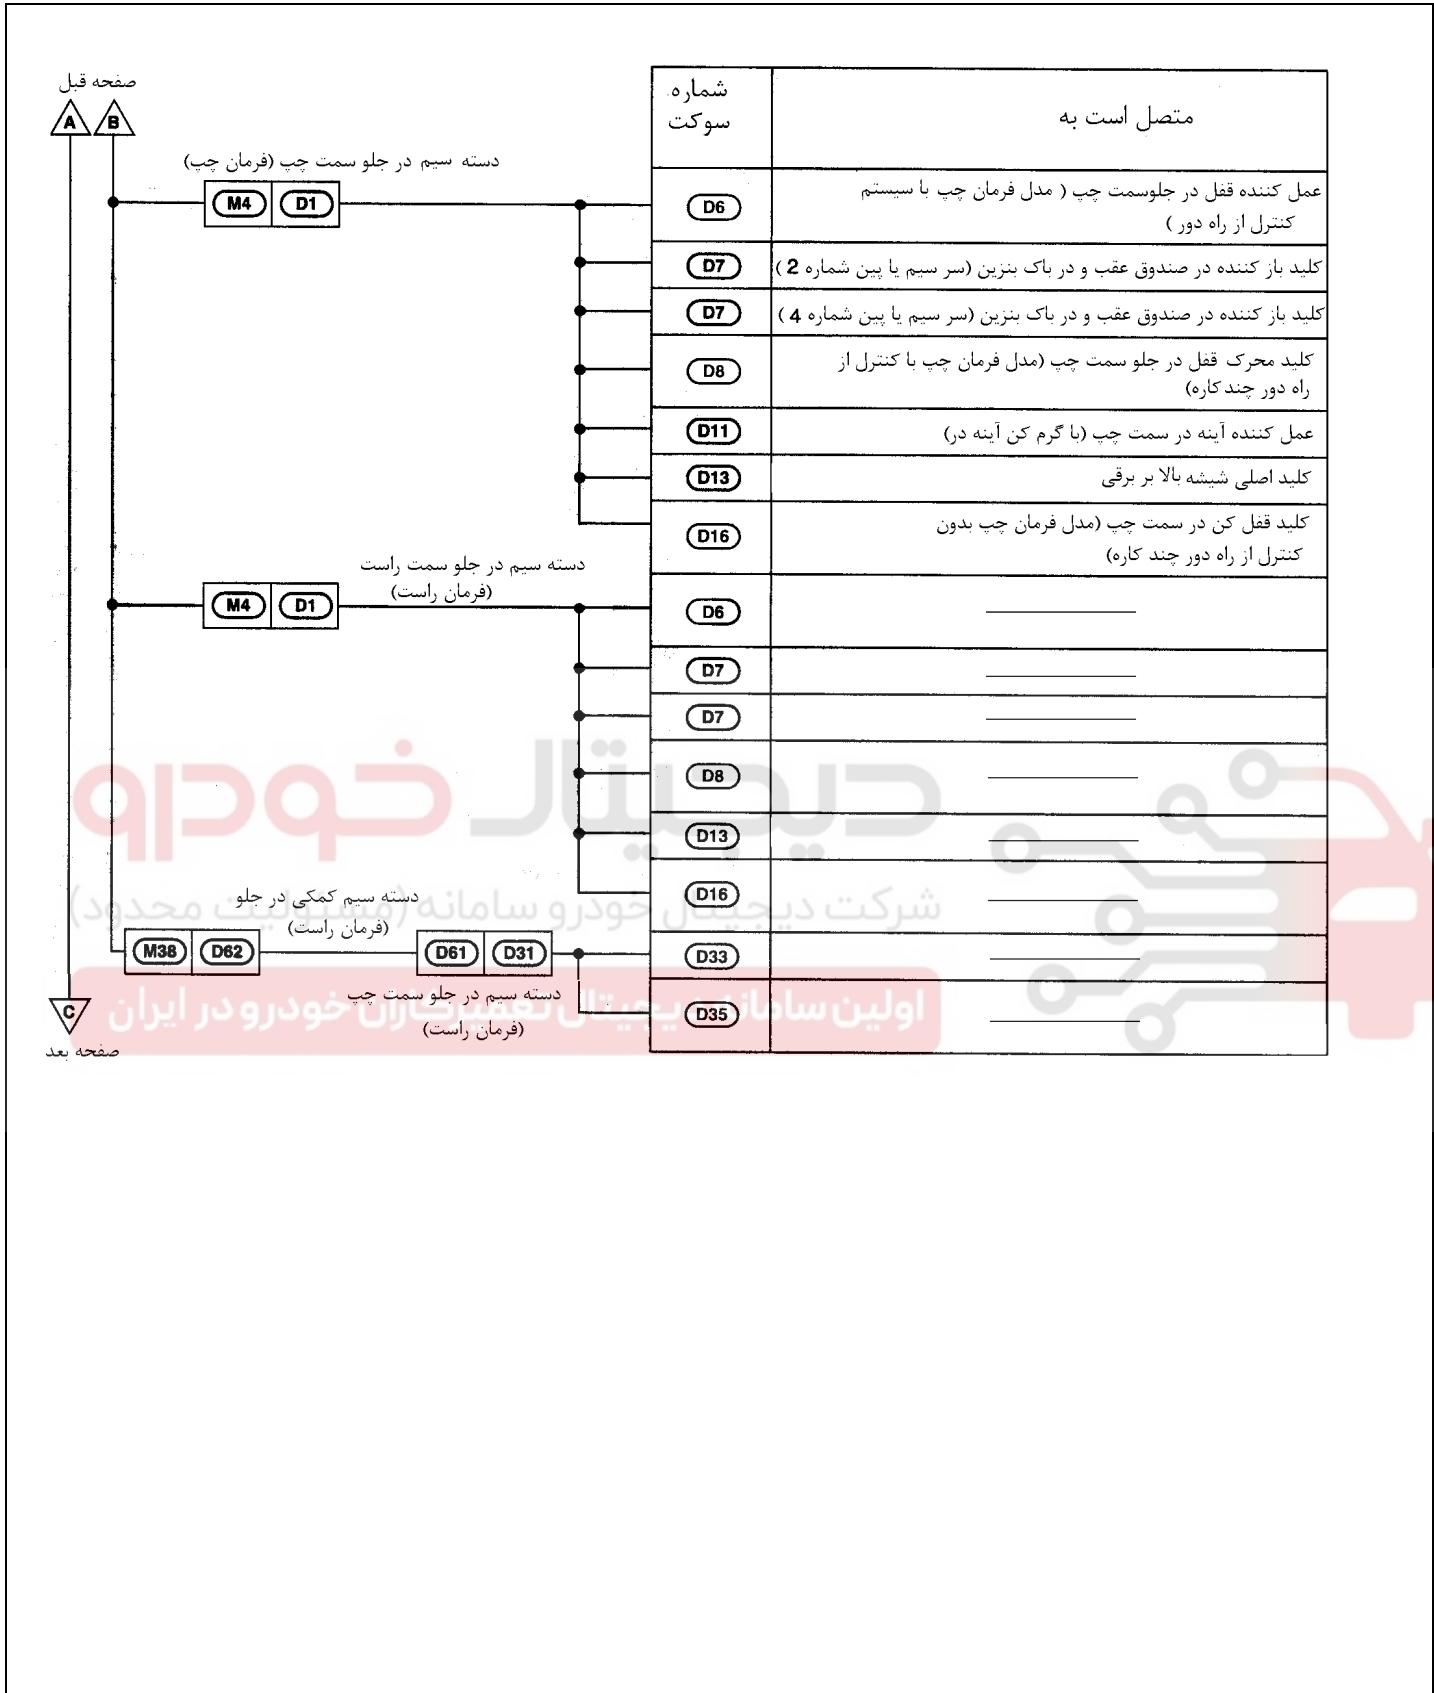 صفحه قبل
A
B
شماره سوکت
متصل است به
دسته سیم در جلو سمت چپ (فرمان چپ)
M4
D1
D6
عمل کننده قفل در جلوسمت چپ ( مدل فرمان چپ با سیستم
کنترل از راه دور )
D7
کلید باز کننده در صندوق عقب و در باک بنزین (سر سیم یا پین شماره 2 )
D7
کلید باز کننده در صندوق عقب و در باک بنزین (سر سیم یا پین شماره 4 )
D8
کلید محرک قفل در جلو سمت چپ (مدل فرمان چپ با کنترل از
راه دور چند کاره)
D11
عمل کننده آینه در سمت چپ (با گرم کن آینه در)
D13
کلید اصلی شیشه بالا بر برقی
D16
کلید قفل کن در سمت چپ (مدل فرمان چپ بدون
کنترل از راه دور چند کاره)
دسته سیم در جلو سمت راست
(فرمان راست)
M4
D1
D6
D7
D7
D8
D13
D16
دیجیتال خودرو
شرکت دیجیتال خودرو سامانه (مسئولیت محدود)
اولین سامانه دیجیتال تعمیرکاران خودرو در ایران
دسته سیم کمکی در جلو
(فرمان راست)
M38
D62
D61
D31
D33
دسته سیم در جلو سمت چپ
(فرمان راست)
D35
C
صفحه بعد